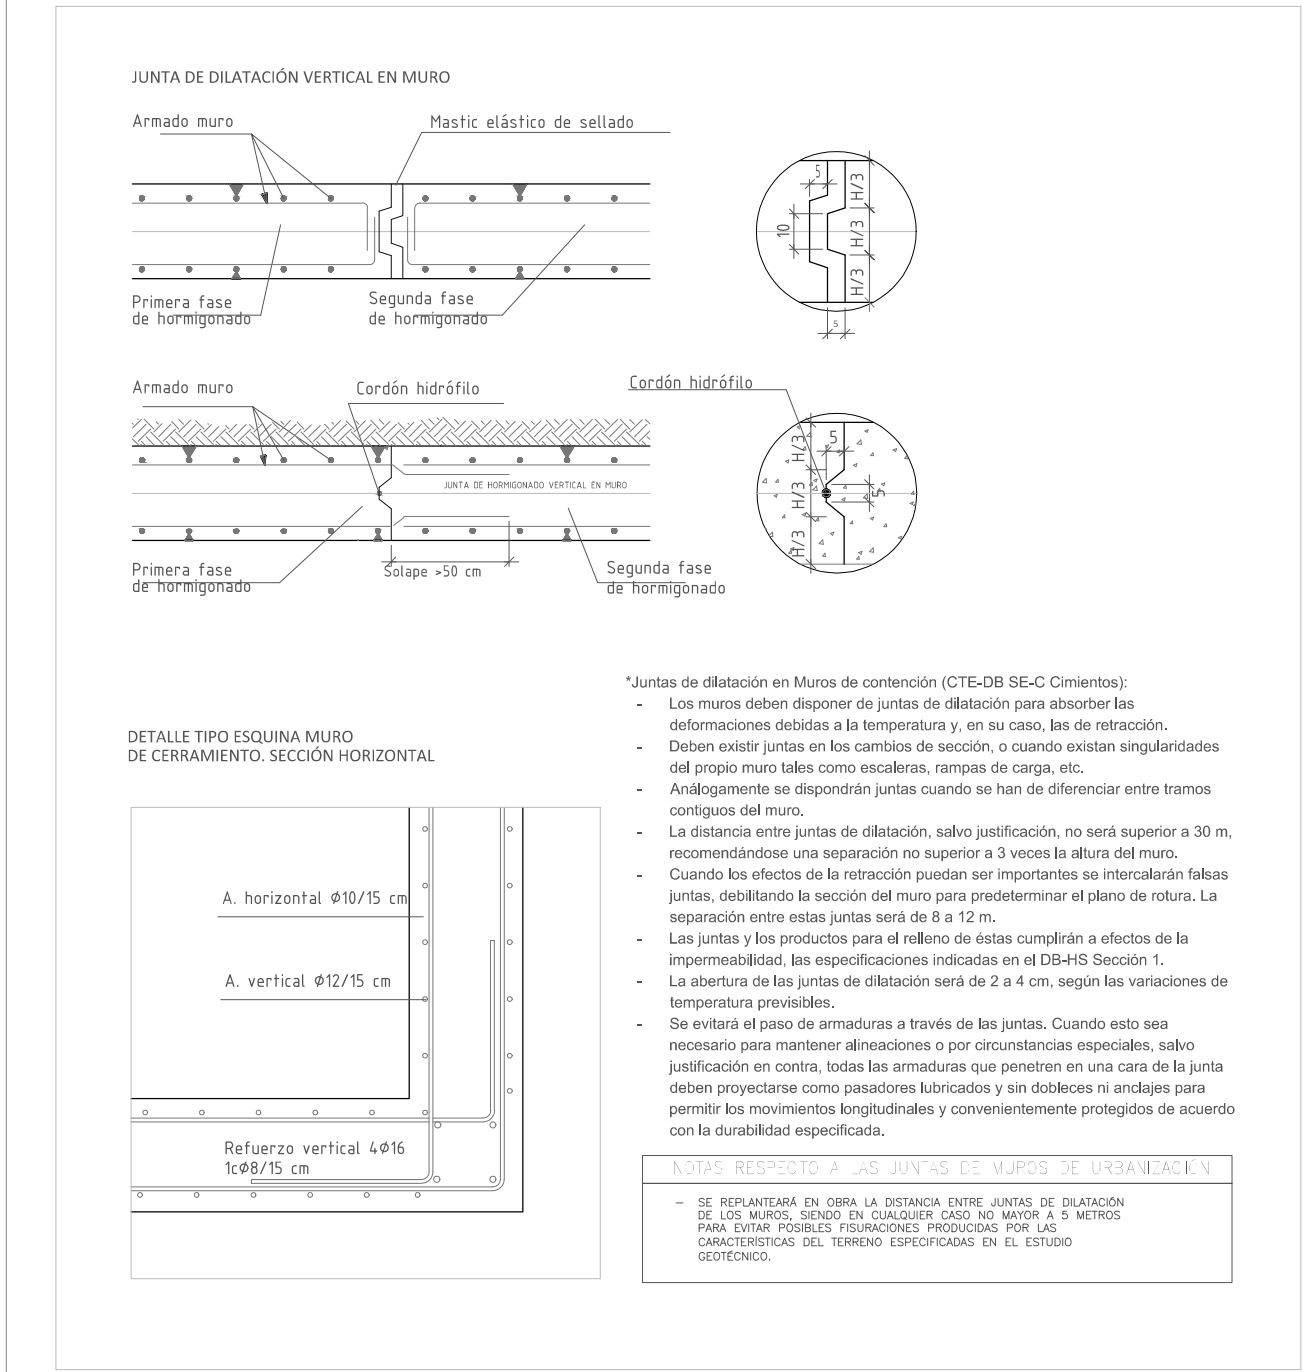 JUNTA DE DILATACIÓN VERTICAL EN MURO
Armado muro
Mastic elástico de sellado
Primera fase
de hormigonado
Segunda fase
de hormigonado
5
10
H/3
H/3
H/3
5
Armado muro
Cordón hidrófilo
Cordón hidrófilo
JUNTA DE HORMIGONADO VERTICAL EN MURO
Primera fase
de hormigonado
Solape >50 cm
Segunda fase
de hormigonado
H/3
H/3
H/3
5
5
DETALLE TIPO ESQUINA MURO
DE CERRAMIENTO. SECCIÓN HORIZONTAL
A. horizontal Ø10/15 cm
A. vertical Ø12/15 cm
Refuerzo vertical 4Ø16
1cØ8/15 cm
*Juntas de dilatación en Muros de contención (CTE-DB SE-C Cimientos):
- Los muros deben disponer de juntas de dilatación para absorber las
deformaciones debidas a la temperatura y, en su caso, las de retracción.
- Deben existir juntas en los cambios de sección, o cuando existan singularidades
del propio muro tales como escaleras, rampas de carga, etc.
- Análogamente se dispondrán juntas cuando se han de diferenciar entre tramos
contiguos del muro.
- La distancia entre juntas de dilatación, salvo justificación, no será superior a 30 m,
recomendándose una separación no superior a 3 veces la altura del muro.
- Cuando los efectos de la retracción puedan ser importantes se intercalarán falsas
juntas, debilitando la sección del muro para predeterminar el plano de rotura. La
separación entre estas juntas será de 8 a 12 m.
- Las juntas y los productos para el relleno de éstas cumplirán a efectos de la
impermeabilidad, las especificaciones indicadas en el DB-HS Sección 1.
- La abertura de las juntas de dilatación será de 2 a 4 cm, según las variaciones de
temperatura previsibles.
- Se evitará el paso de armaduras a través de las juntas. Cuando esto sea
necesario para mantener alineaciones o por circunstancias especiales, salvo
justificación en contra, todas las armaduras que penetren en una cara de la junta
deben proyectarse como pasadores lubricados y sin dobleces ni anclajes para
permitir los movimientos longitudinales y convenientemente protegidos de acuerdo
con la durabilidad especificada.
NOTAS RESPECTO A LAS JUNTAS DE MUROS DE URBANIZACIÓN
- SE REPLANTEARÁ EN OBRA LA DISTANCIA ENTRE JUNTAS DE DILATACIÓN
DE LOS MUROS, SIENDO EN CUALQUIER CASO NO MAYOR A 5 METROS
PARA EVITAR POSIBLES FISURACIONES PRODUCIDAS POR LAS
CARACTERÍSTICAS DEL TERRENO ESPECIFICADAS EN EL ESTUDIO
GEOTÉCNICO.